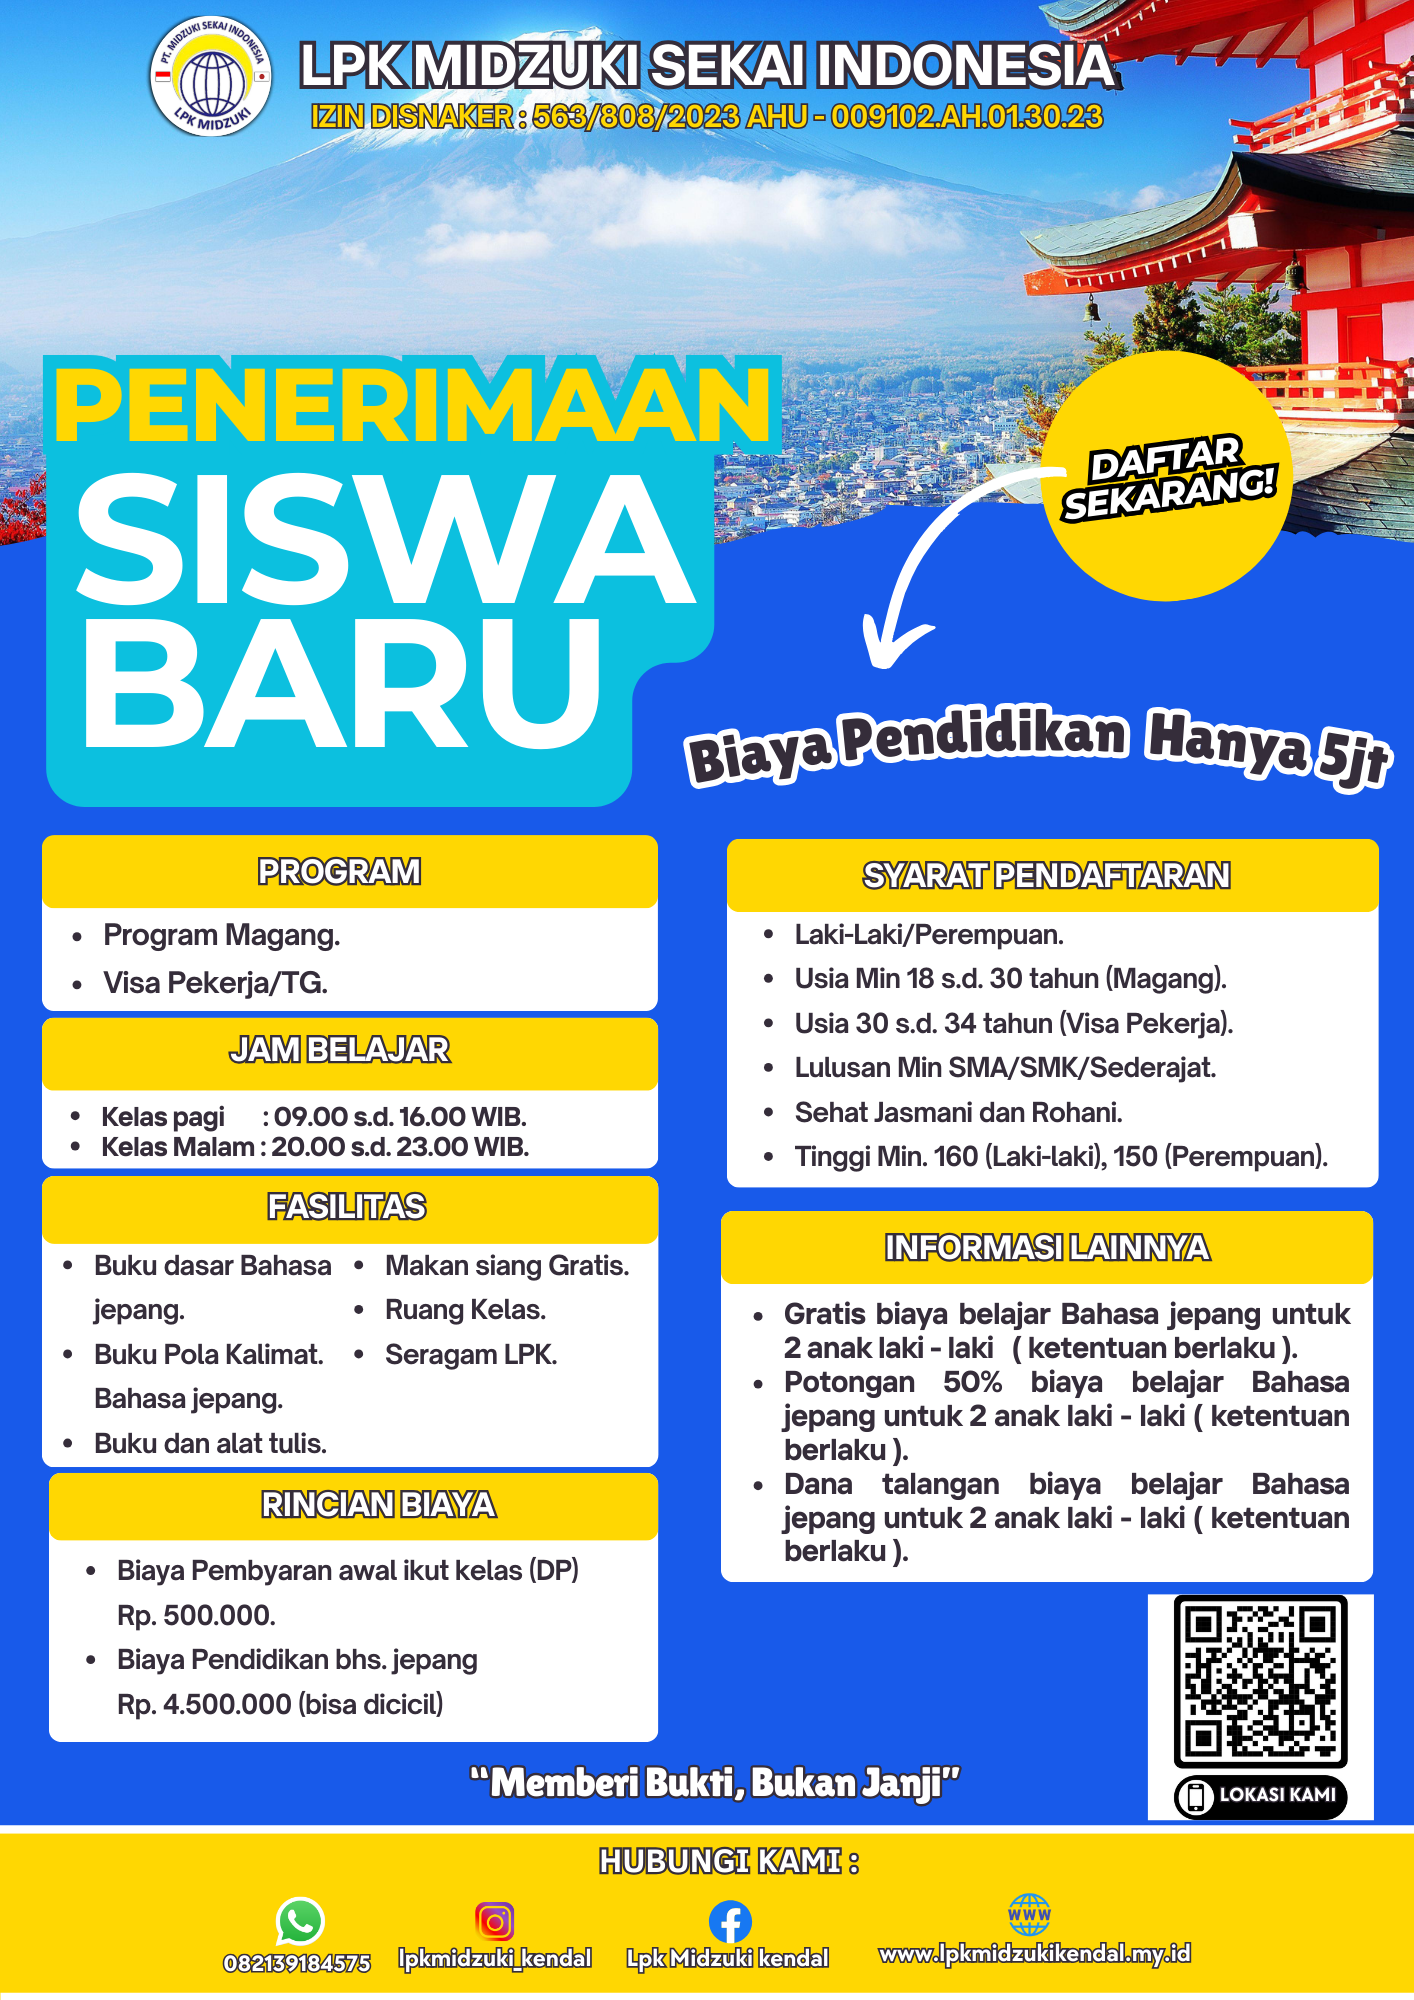 PT. MIDZUKI SEKAI INDONESIA
LPK MIDZUKI
LPK MIDZUKI SEKAI INDONESIA
IZIN DISNAKER : 563/808/2023 AHU - 009102.AH.01.30.23
PENERIMAAN
SISWA
BARU
DAFTAR
SEKARANG!
Biaya Pendidikan Hanya 5jt
PROGRAM
• Program Magang.
• Visa Pekerja/TG.
JAM BELAJAR
• Kelas pagi : 09.00 s.d. 16.00 WIB.
• Kelas Malam : 20.00 s.d. 23.00 WIB.
FASILITAS
• Buku dasar Bahasa
jepang.
• Buku Pola Kalimat.
Bahasa jepang.
• Buku dan alat tulis.
• Makan siang Gratis.
• Ruang Kelas.
• Seragam LPK.
RINCIAN BIAYA
• Biaya Pembyaran awal ikut kelas (DP)
Rp. 500.000.
• Biaya Pendidikan bhs. jepang
Rp. 4.500.000 (bisa dicicil)
SYARAT PENDAFTARAN
• Laki-Laki/Perempuan.
• Usia Min 18 s.d. 30 tahun (Magang).
• Usia 30 s.d. 34 tahun (Visa Pekerja).
• Lulusan Min SMA/SMK/Sederajat.
• Sehat Jasmani dan Rohani.
• Tinggi Min. 160 (Laki-laki), 150 (Perempuan).
INFORMASI LAINNYA
• Gratis biaya belajar Bahasa jepang untuk
2 anak laki - laki ( ketentuan berlaku ).
• Potongan 50% biaya belajar Bahasa
jepang untuk 2 anak laki - laki ( ketentuan
berlaku ).
• Dana talangan biaya belajar Bahasa
jepang untuk 2 anak laki - laki ( ketentuan
berlaku ).
LOKASI KAMI
“Memberi Bukti, Bukan Janji”
HUBUNGI KAMI :
WWW
082139184575
lpkmidzuki_kendal
Lpk Midzuki kendal
www.lpkmidzukikendal.my.id